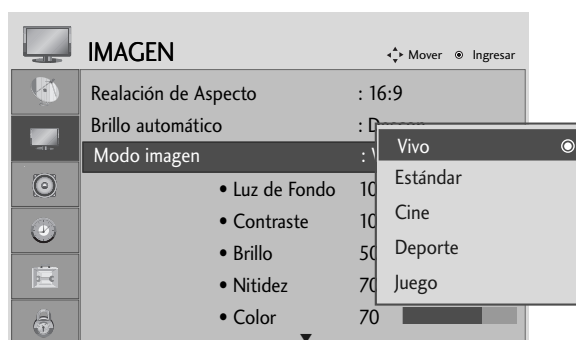 IMAGEN
Mover Ingresar
Realación de Aspecto : 16:9
Brillo automático :
Modo imagen :
Vivo
Estándar
Cine
Deporte
Juego
• Luz de Fondo
• Contraste
• Brillo
• Nitidez
• Color 70